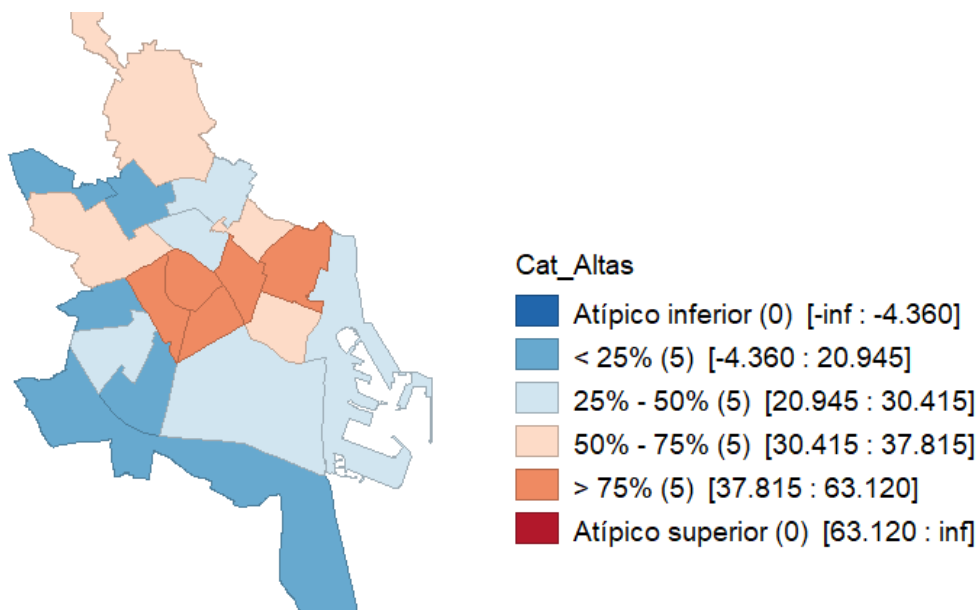 Cat_Altas
Atípico inferior (0) [-inf : -4.360]
< 25% (5) [-4.360 : 20.945]
25% - 50% (5) [20.945 : 30.415]
50% - 75% (5) [30.415 : 37.815]
> 75% (5) [37.815 : 63.120]
Atípico superior (0) [63.120 : inf]